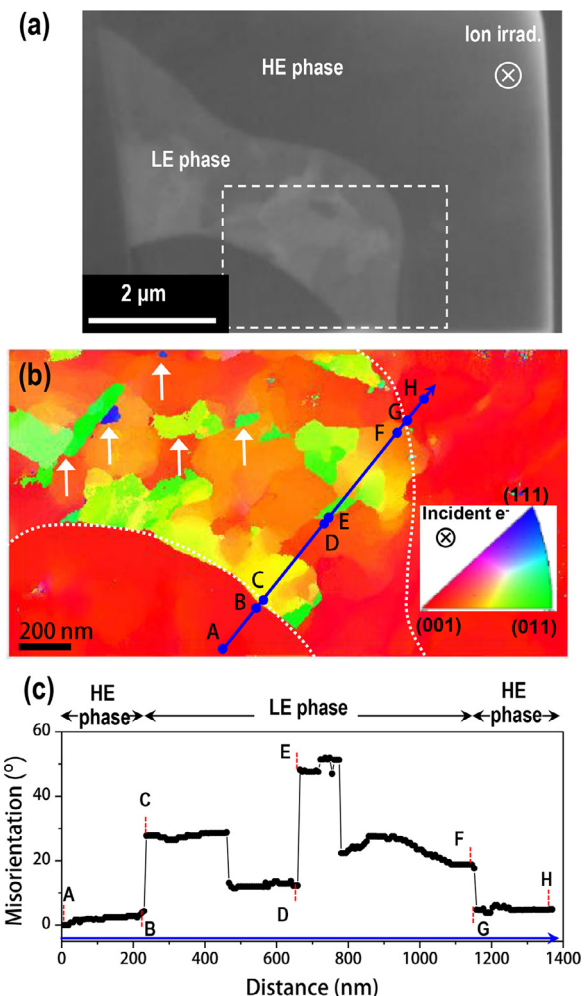 (a)
Ion irrad.
HE phase
LE phase
2 μm
(b)
H
G
F
E
D
C
B
A
200 nm
Incident e-
(111)
(001)
(011)
(c)
HE
phase
LE phase
HE
phase
Misorientation (°)
60
40
20
0
A
B
C
D
E
F
G
H
0 200 400 600 800 1000 1200 1400
Distance (nm)